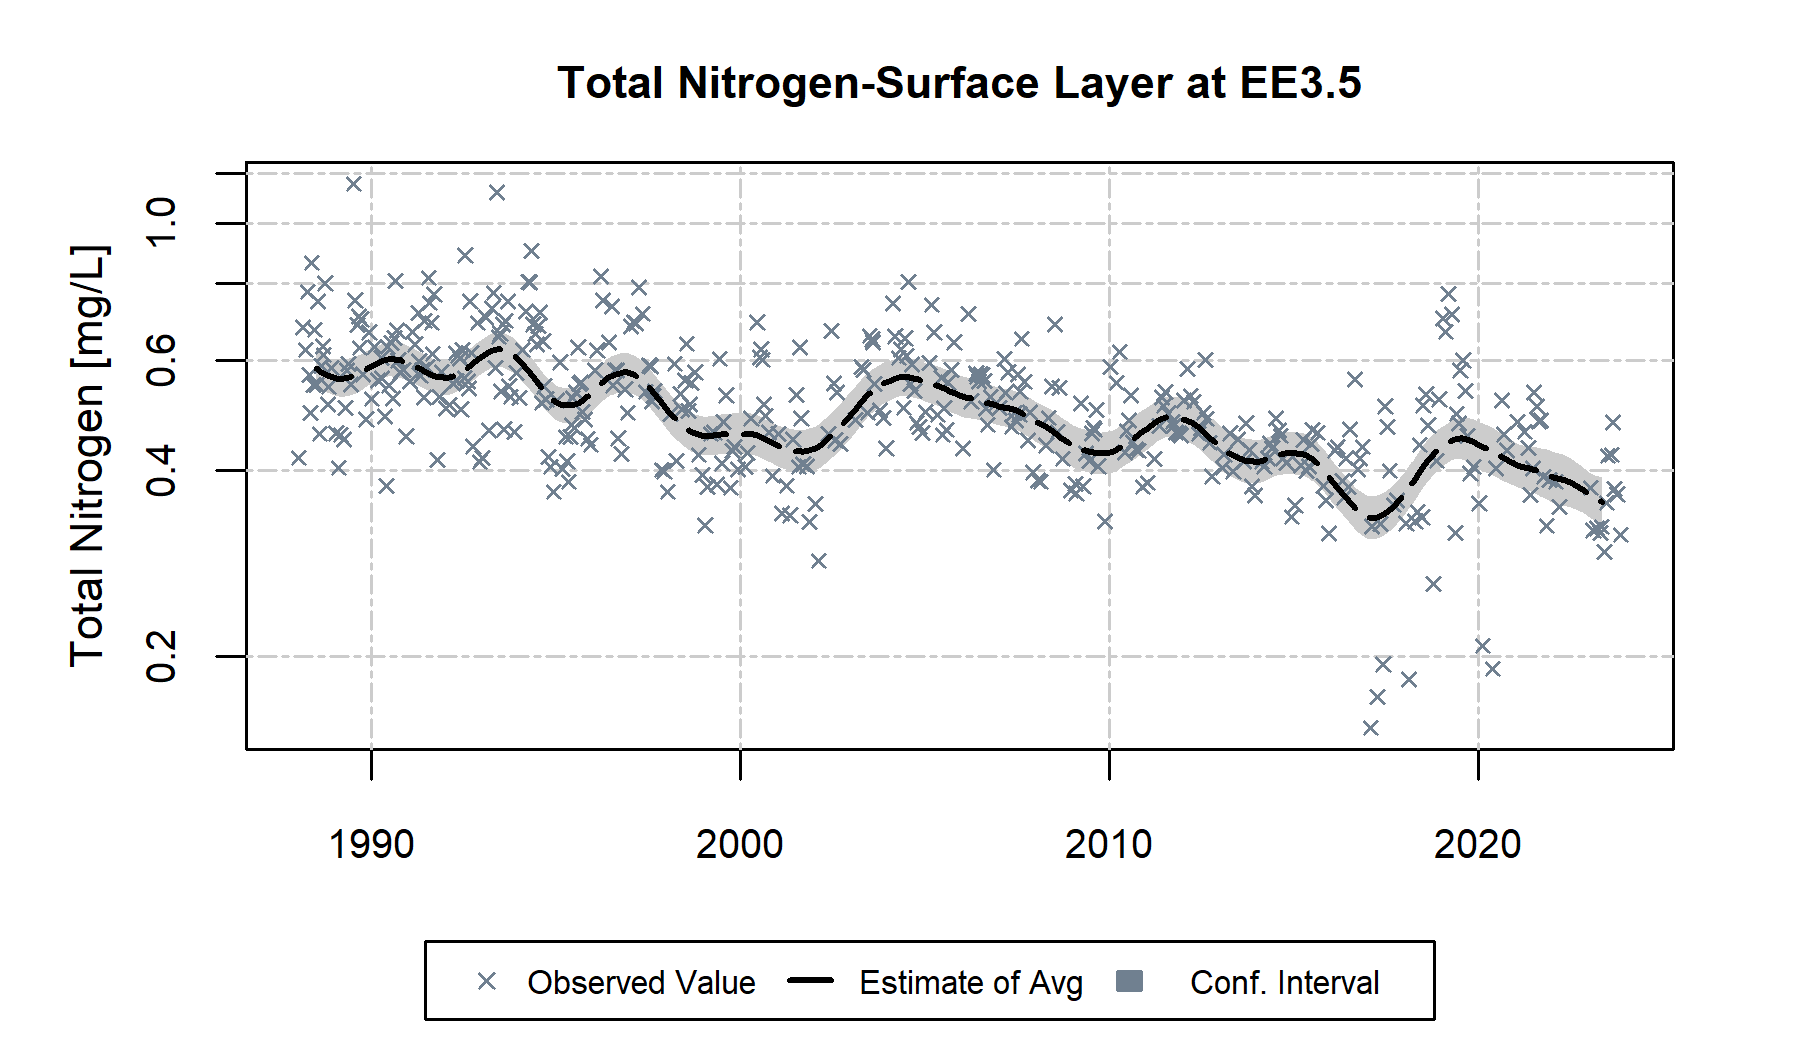 Total Nitrogen-Surface Layer at EE3.5
Total Nitrogen [mg/L]
1.0
0.6
0.4
0.2
1990 2000 2010 2020
Observed Value Estimate of Avg Conf. Interval